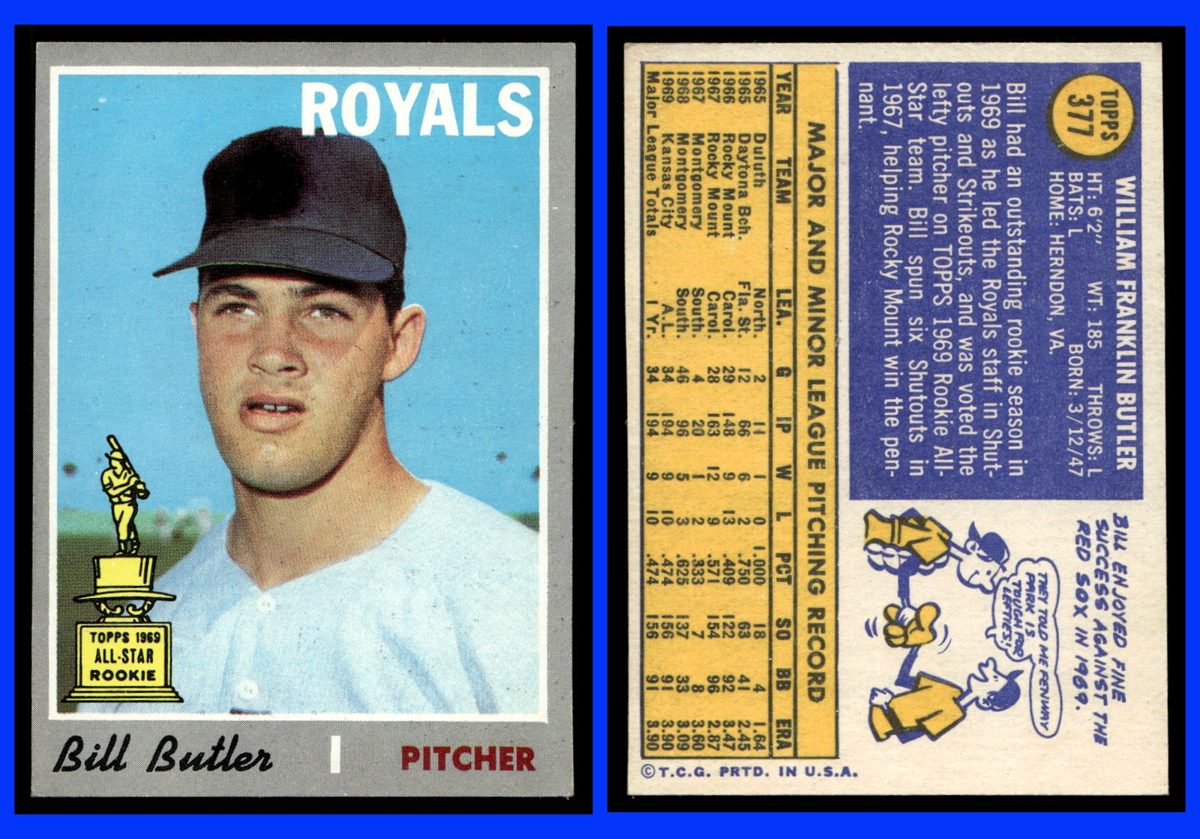 ROYALS
TOPPS 1969
ALL-STAR
ROOKIE
Bill Butler
PITCHER
TOPPS
377
WILLIAM FRANKLIN BUTLER
HT: 6'2" WT: 185 THROWS: L
BATS: L BORN: 3/12/47
HOME: HERNDON, VA.
Bill had an outstanding rookie season in
1969 as he led the Royals staff in Shut-
outs and Strikeouts, and was voted the
lefty pitcher on TOPPS 1969 Rookie All-
Star team. Bill spun six Shutouts in
1967, helping Rocky Mount win the pen-
nant.
BILL ENJOYED FINE
SUCCESS AGAINST THE
RED SOX IN 1969.
THEY TOLD ME FENWAY
PARK IS
TOUGH FOR
LEFTIES!
MAJOR AND MINOR LEAGUE PITCHING RECORD
YEAR TEAM LEA. G IP W L PCT SO BB ERA
1965 Duluth North. 2 11 1 0 1.000 18 4 1.64
1965 Daytona Bch. Fla. St. 12 66 6 2 .750 63 41 2.45
1966 Rocky Mount Carol. 29 148 9 13 .409 122 92 3.47
1967 Rocky Mount Carol. 28 163 12 9 .571 154 96 2.87
1967 Montgomery South. 4 20 1 2 .333 7 8 3.60
1968 Montgomery South. 46 96 5 3 .625 137 33 3.09
1969 Kansas City A.L. 34 194 9 10 .474 156 91 3.90
Major League Totals 1 Yr. 34 194 9 10 .474 156 91 3.90
©T.C.G. PRTD. IN U.S.A.